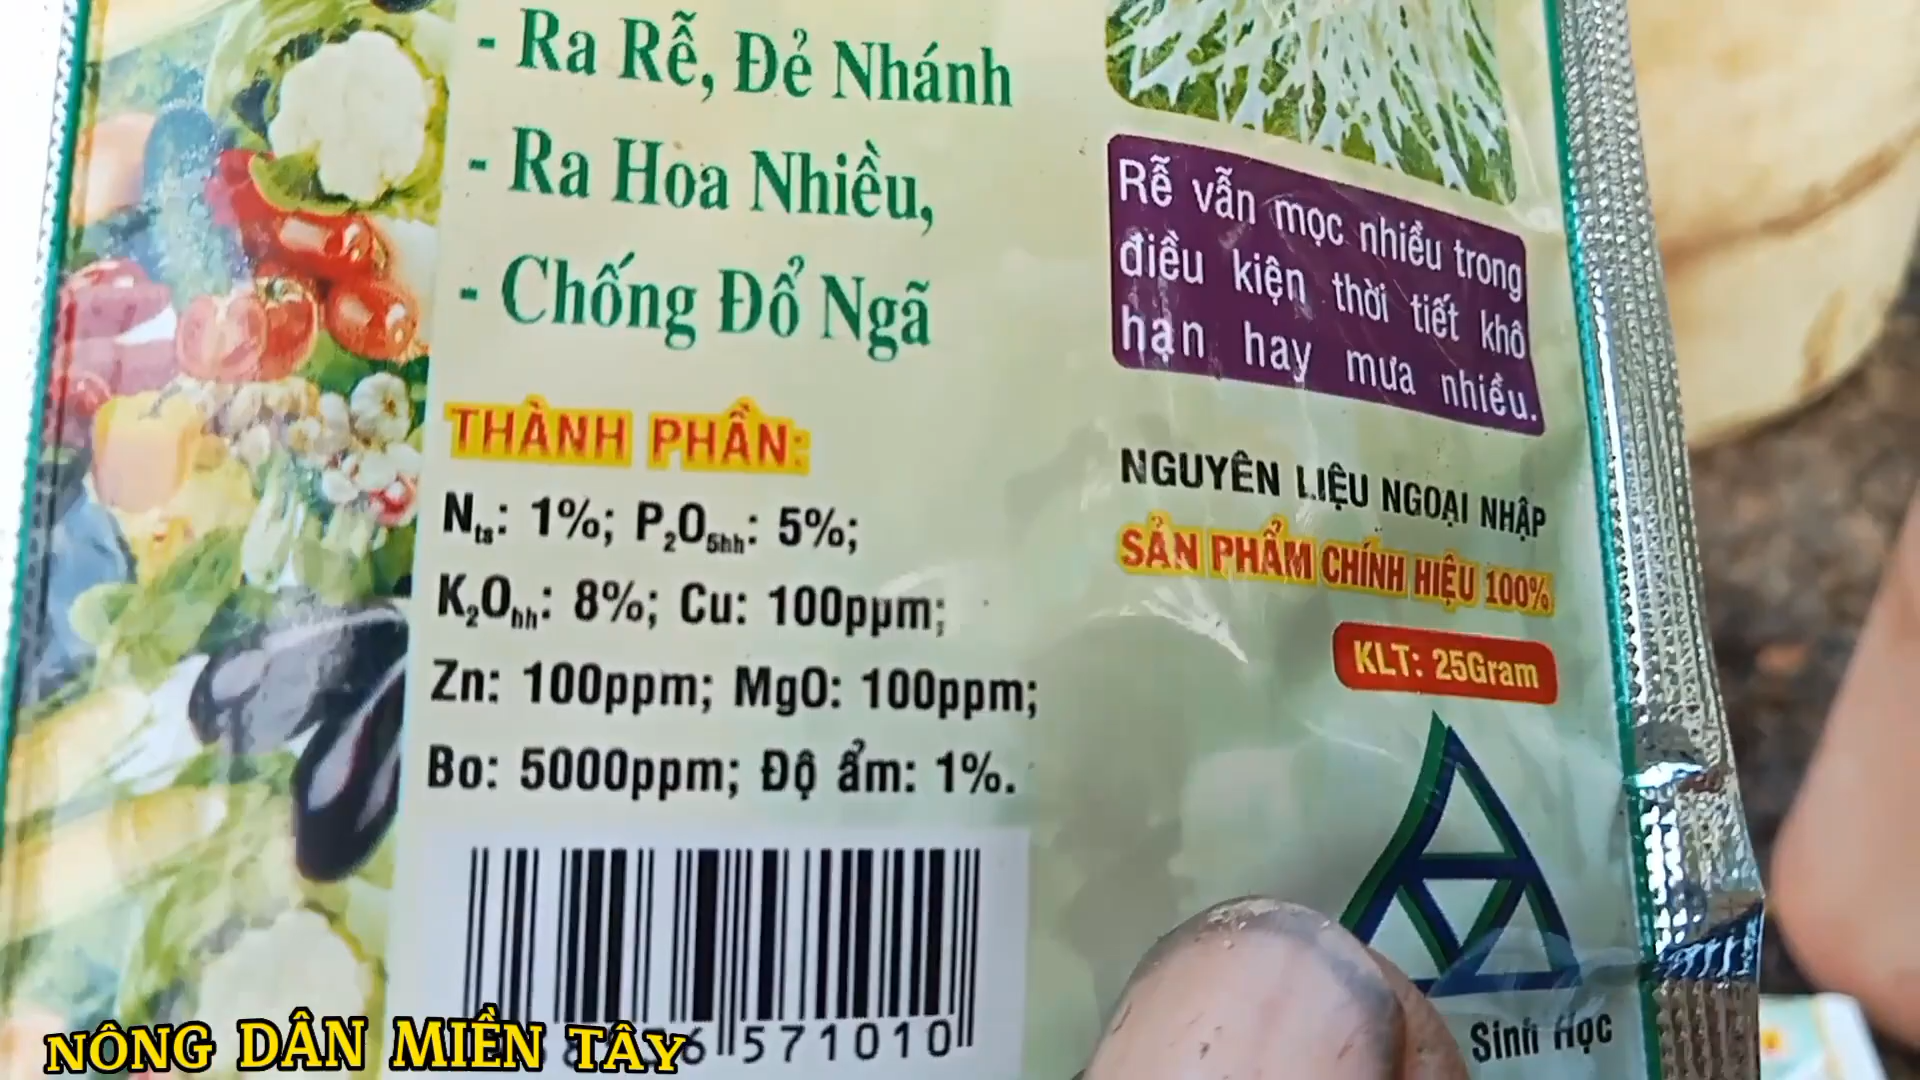 - Ra Rễ, Đẻ Nhánh
- Ra Hoa Nhiều,
- Chống Đổ Ngã
THÀNH PHẦN:
Nts: 1%; P2O5hh: 5%;
K2Ohh: 8%; Cu: 100ppm;
Zn: 100ppm; MgO: 100ppm;
Bo: 5000ppm; Độ ẩm: 1%.
571010
Rễ vẫn mọc nhiều trong
điều kiện thời tiết khô
hạn hay mưa nhiều.
NGUYÊN LIỆU NGOẠI NHẬP
SẢN PHẨM CHÍNH HIỆU 100%
KLT: 25Gram
Sinh Học
NÔNG DÂN MIỀN TÂY